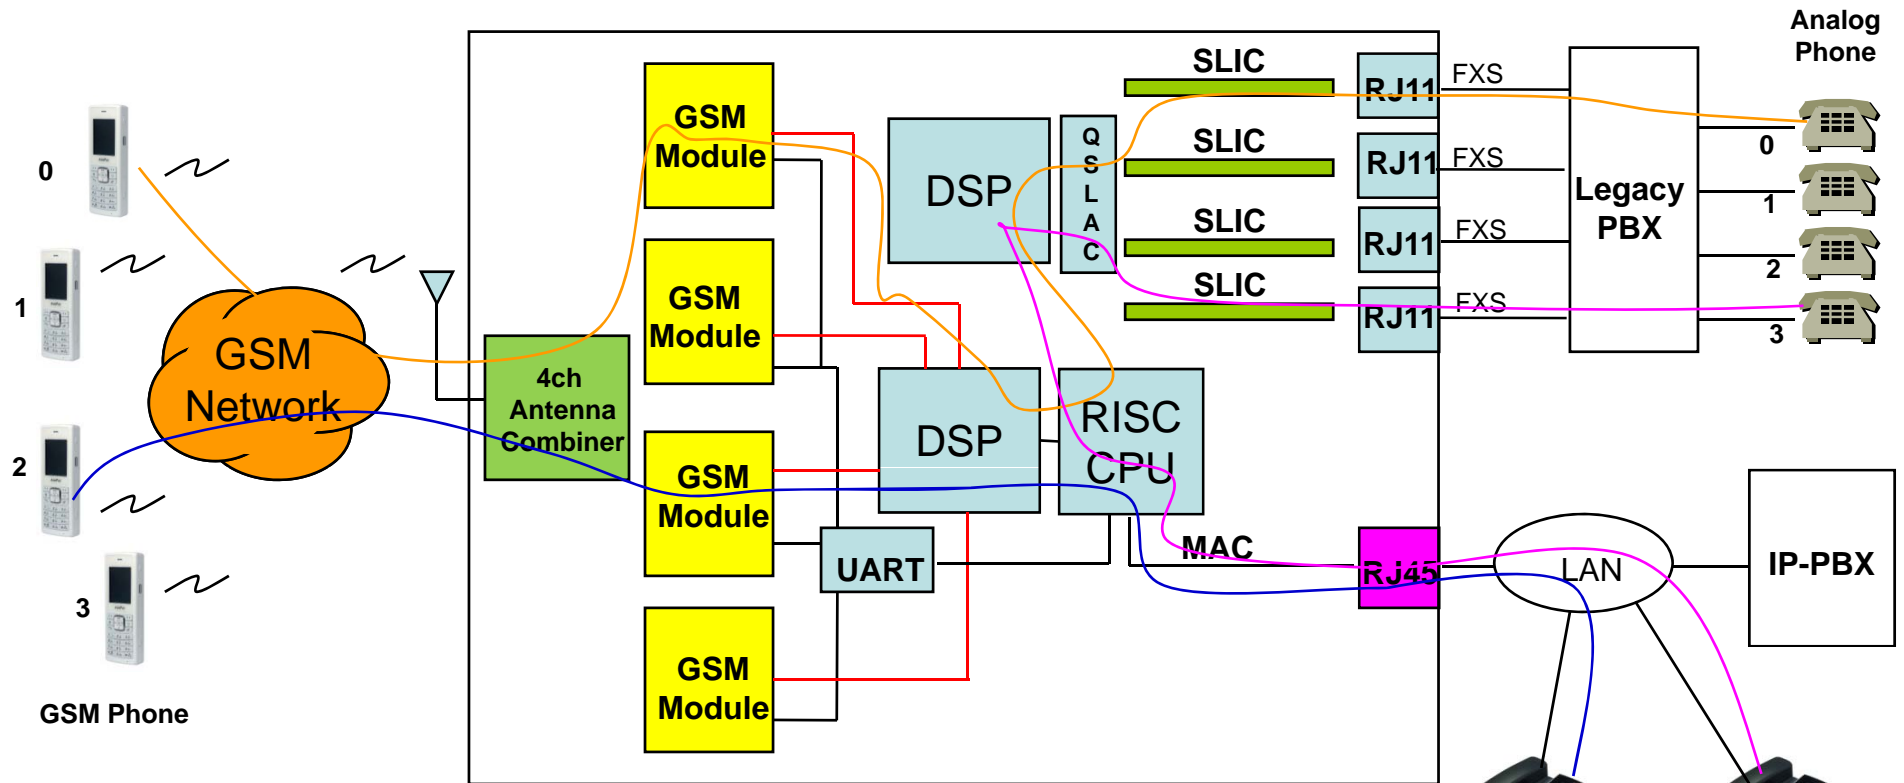 Analog
Phone
0
1
2
3
GSM Phone
GSM
Network
4ch
Antenna
Combiner
GSM
Module
GSM
Module
GSM
Module
GSM
Module
DSP
Q
S
L
A
C
DSP
RISC
CPU
UART
MAC
SLIC
SLIC
SLIC
SLIC
RJ11
RJ11
RJ11
RJ11
RJ45
FXS
FXS
FXS
FXS
Legacy
PBX
0
1
2
3
LAN
IP-PBX